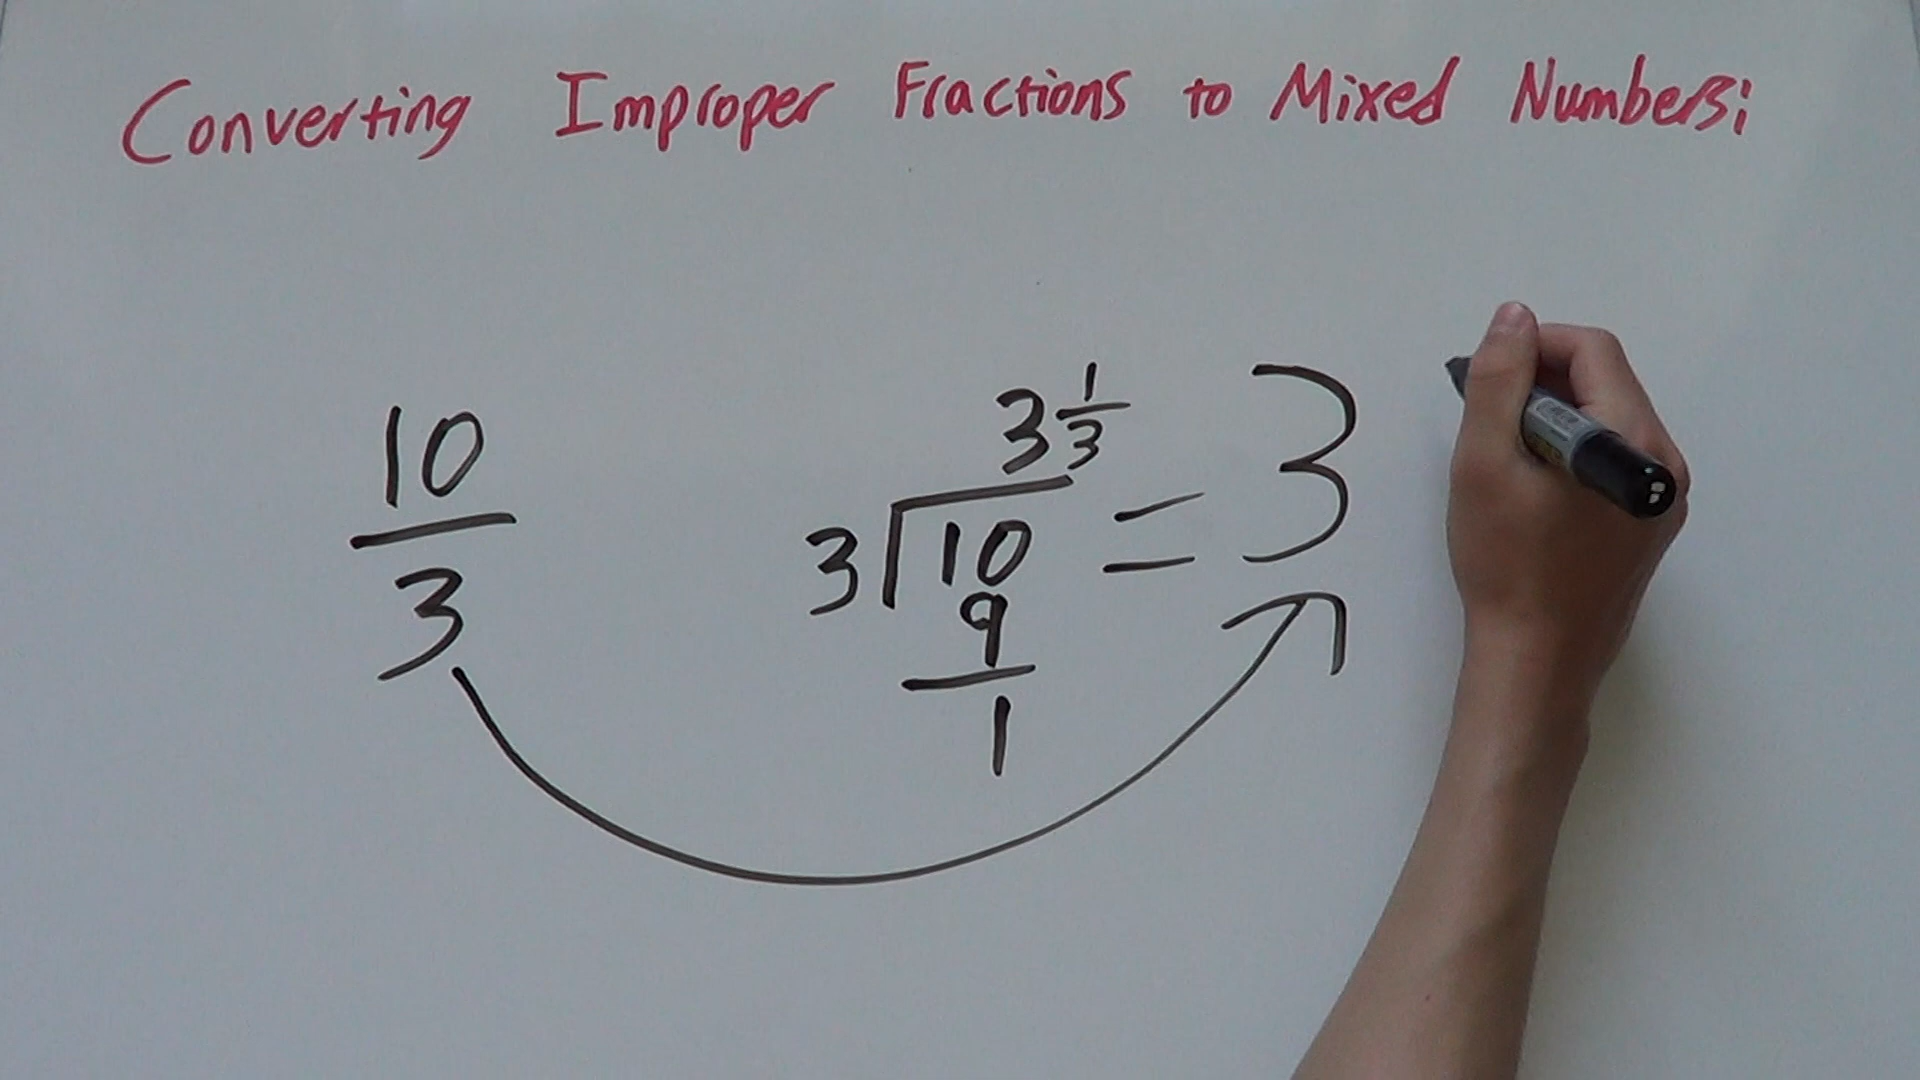 Converting Improper Fractions to Mixed Numbers:
10/3
3 1/3
3 10 = 3
9
1